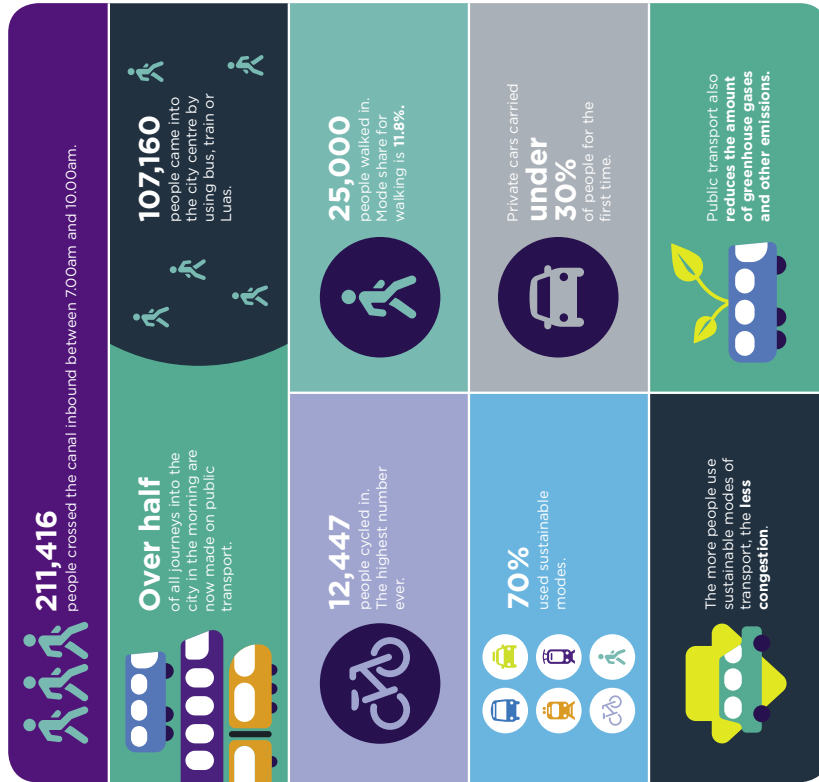 211,416
people crossed the canal inbound between 7.00am and 10.00am.
Over half
of all journeys into the
city in the morning are
now made on public
transport.
107,160
people came into
the city centre by
using bus, train or
Luas.
12,447
people cycled in.
The highest number
ever.
25,000
people walked in.
Mode share for
walking is 11.8%.
70%
used sustainable
modes.
Private cars carried
under
30%
of people for the
first time.
The more people use
sustainable modes of
transport, the less
congestion.
Public transport also
reduces the amount
of greenhouse gases
and other emissions.